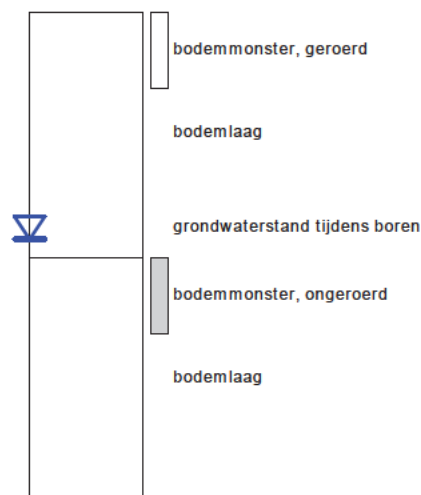 bodemmonster, geroerd
bodemlaag
grondwaterstand tijdens boren
bodemmonster, ongeroerd
bodemlaag